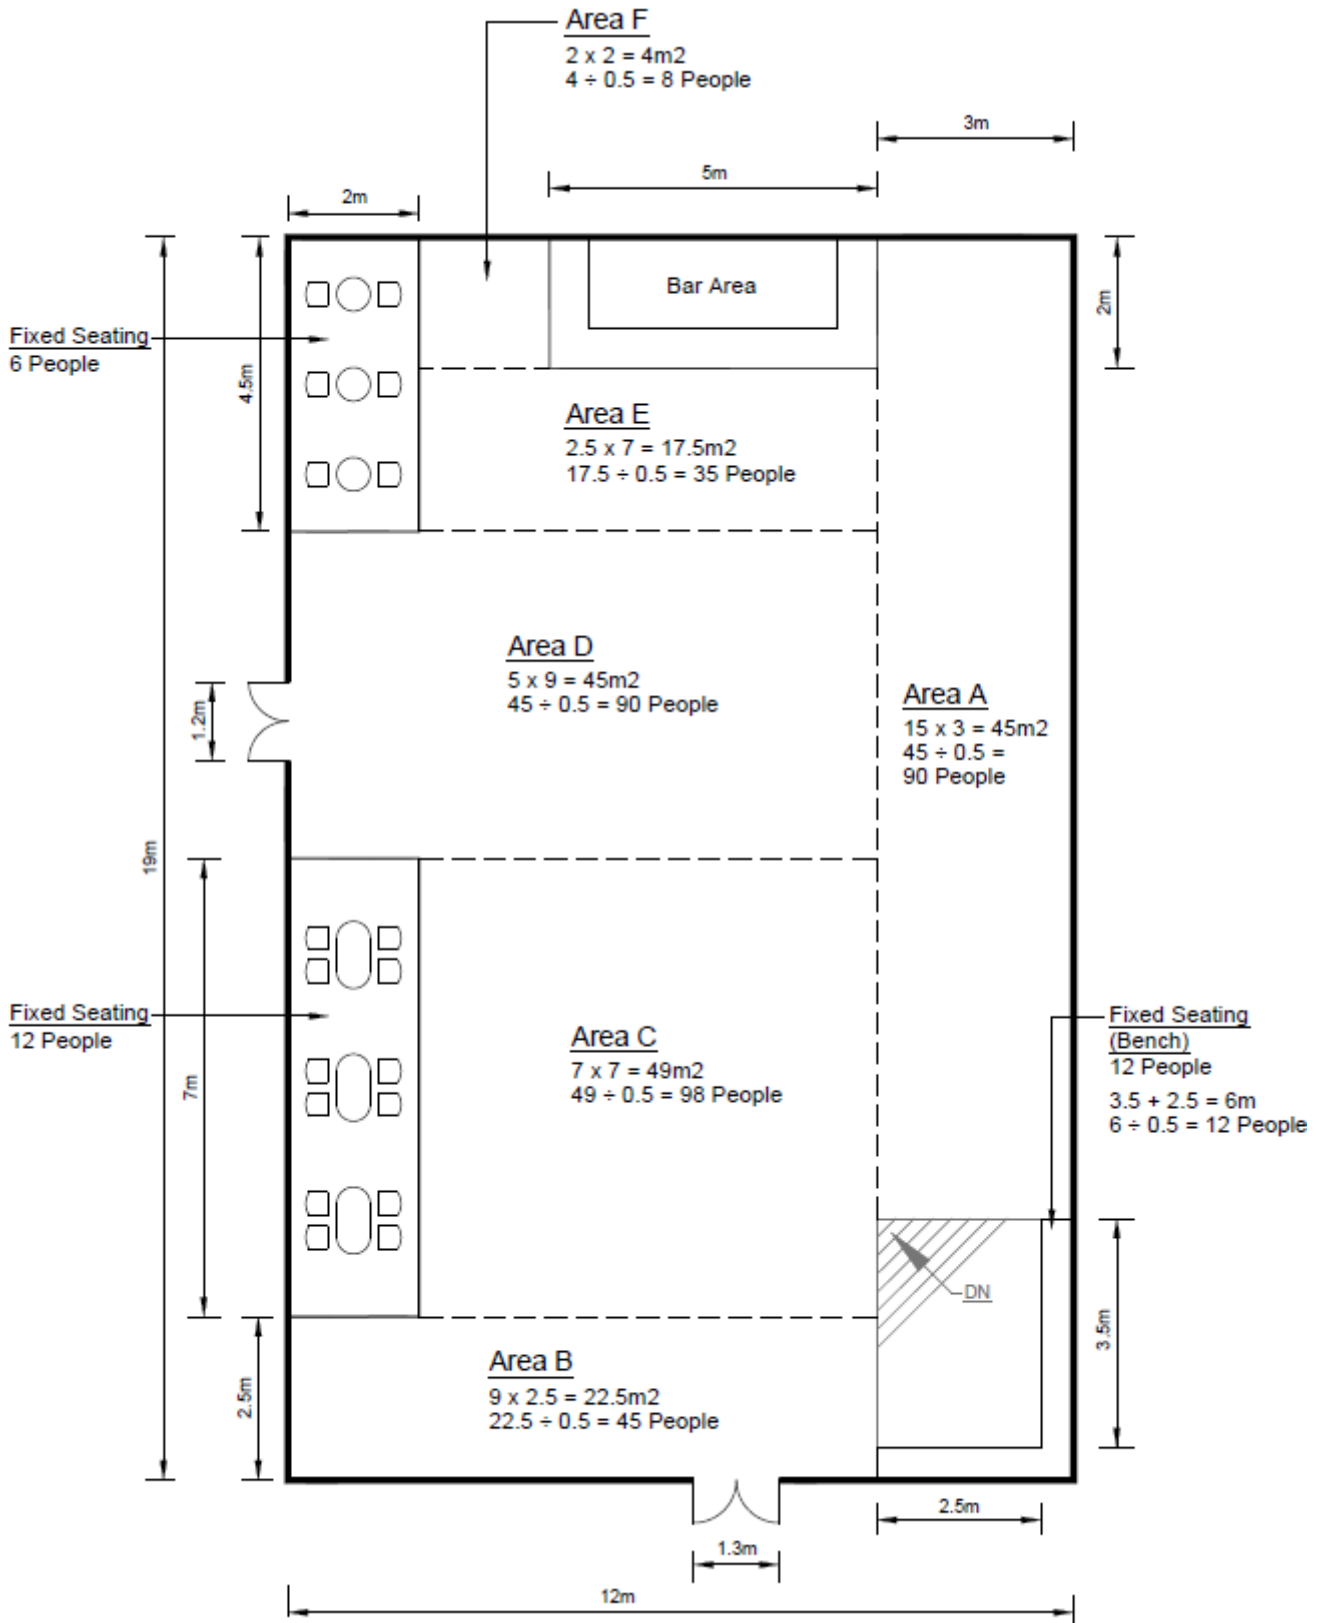 Area F
2 x 2 = 4m2
4 ÷ 0.5 = 8 People
3m
5m
2m
Bar Area
2m
Fixed Seating
6 People
4.5m
Area E
2.5 x 7 = 17.5m2
17.5 ÷ 0.5 = 35 People
Area D
5 x 9 = 45m2
45 ÷ 0.5 = 90 People
1.2m
Area A
15 x 3 = 45m2
45 ÷ 0.5 =
90 People
19m
Fixed Seating
12 People
7m
Area C
7 x 7 = 49m2
49 ÷ 0.5 = 98 People
Fixed Seating
(Bench)
12 People
3.5 + 2.5 = 6m
6 ÷ 0.5 = 12 People
DN
3.5m
2.5m
Area B
9 x 2.5 = 22.5m2
22.5 ÷ 0.5 = 45 People
2.5m
1.3m
12m